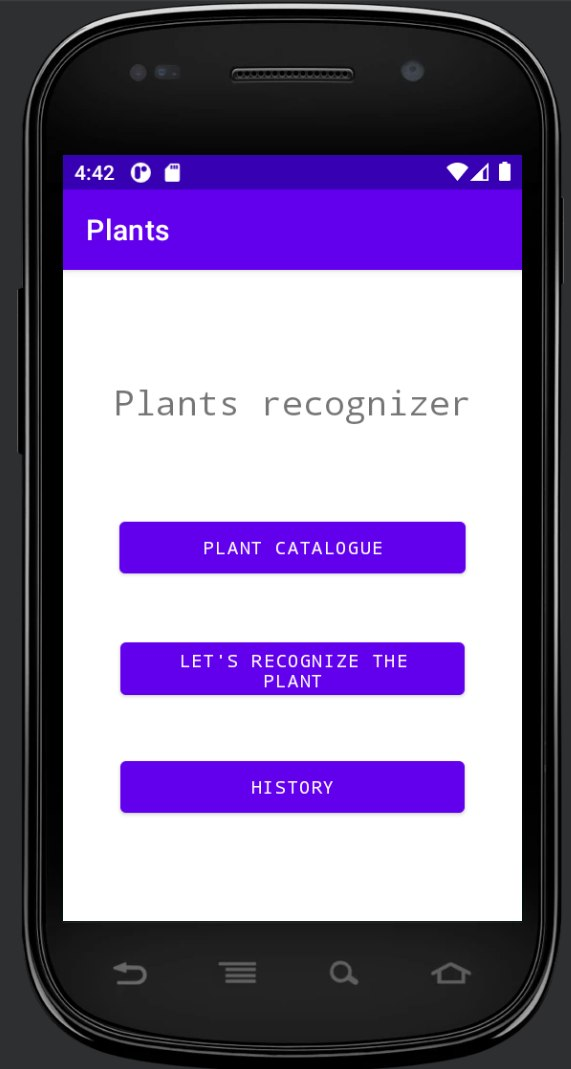 4:42
Plants
Plants recognizer
PLANT CATALOGUE
LET'S RECOGNIZE THE
PLANT
HISTORY